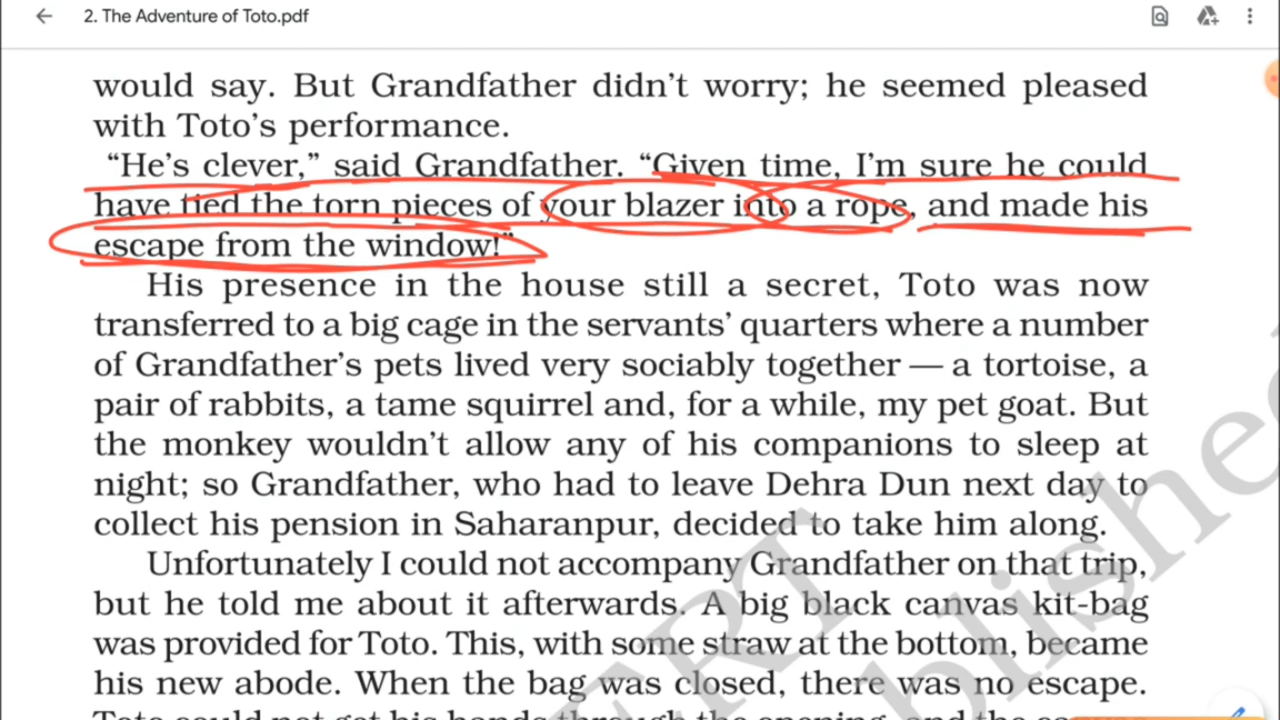 2. The Adventure of Toto.pdf
would say. But Grandfather didn’t worry; he seemed pleased
with Toto’s performance.
“He’s clever,” said Grandfather. “Given time, I’m sure he could
have tied the torn pieces of your blazer into a rope, and made his
escape from the window!”
His presence in the house still a secret, Toto was now
transferred to a big cage in the servants’ quarters where a number
of Grandfather’s pets lived very sociably together — a tortoise, a
pair of rabbits, a tame squirrel and, for a while, my pet goat. But
the monkey wouldn’t allow any of his companions to sleep at
night; so Grandfather, who had to leave Dehra Dun next day to
collect his pension in Saharanpur, decided to take him along.
Unfortunately I could not accompany Grandfather on that trip,
but he told me about it afterwards. A big black canvas kit-bag
was provided for Toto. This, with some straw at the bottom, became
his new abode. When the bag was closed, there was no escape.